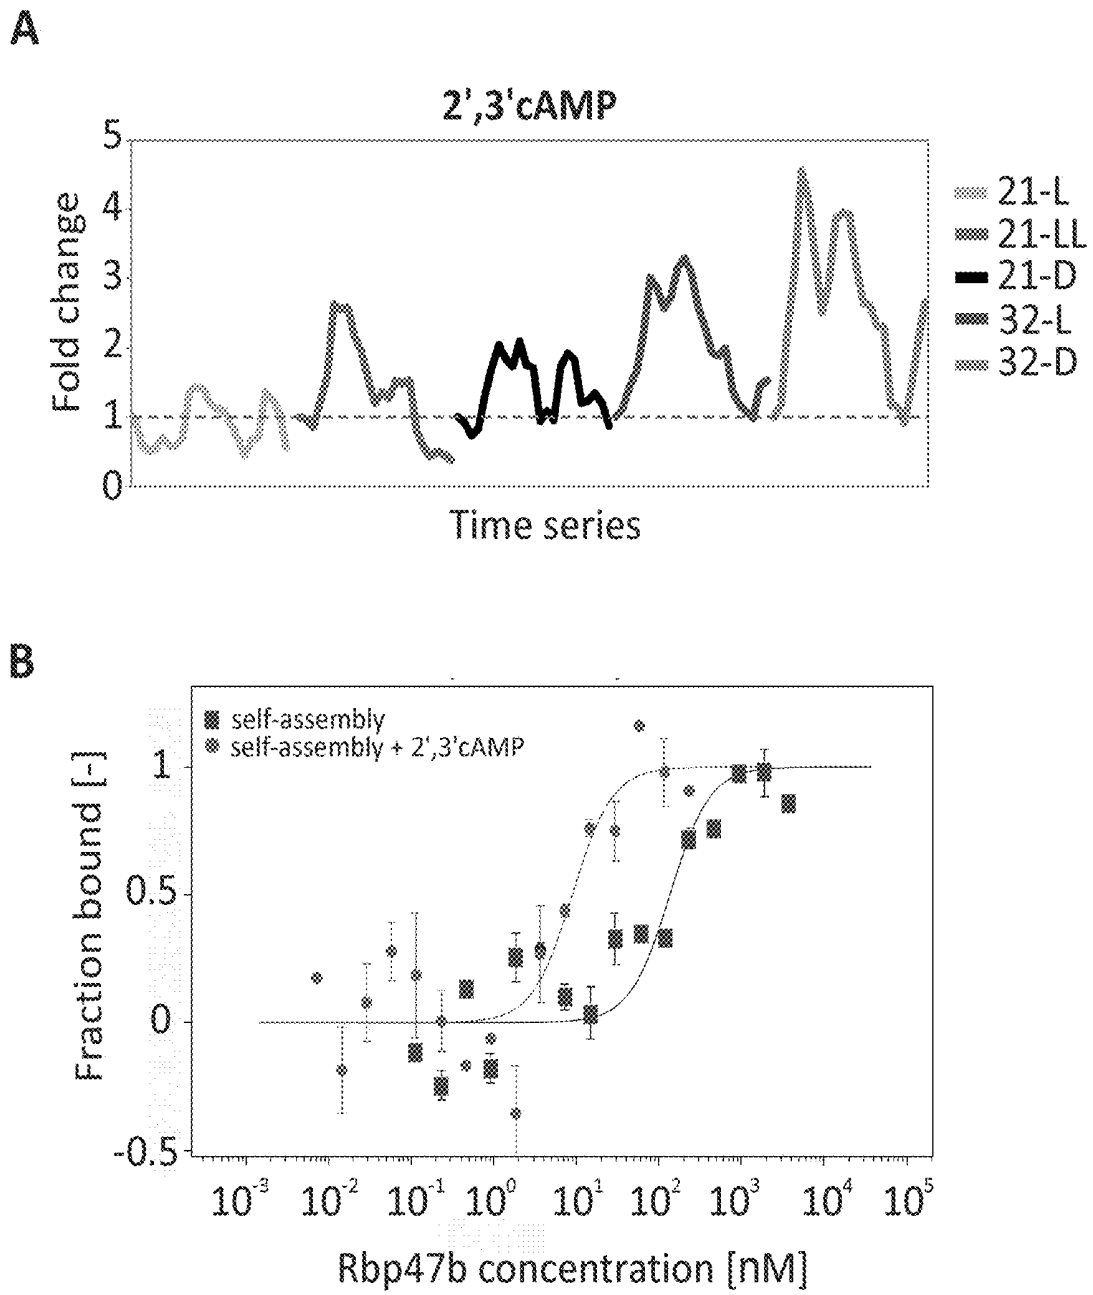 A
2',3'cAMP
Fold change
5
4
3
2
1
0
Time series
21-L
21-LL
21-D
32-L
32-D
B
self-assembly
self-assembly + 2',3'cAMP
Fraction bound [-]
1
0.5
0
-0.5
10⁻³ 10⁻² 10⁻¹ 10⁰ 10¹ 10² 10³ 10⁴ 10⁵
Rbp47b concentration [nM]